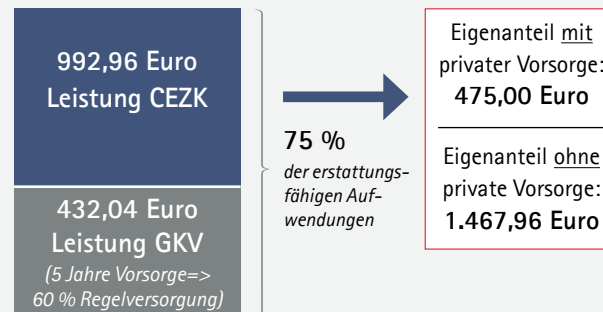 992,96 Euro
Leistung CEZK
432,04 Euro
Leistung GKV
(5 Jahre Vorsorge=>
60 % Regelversorgung)
75 %
der erstattungs-
fähigen Auf-
wendungen
Eigenanteil mit
privater Vorsorge:
475,00 Euro
Eigenanteil ohne
private Vorsorge:
1.467,96 Euro